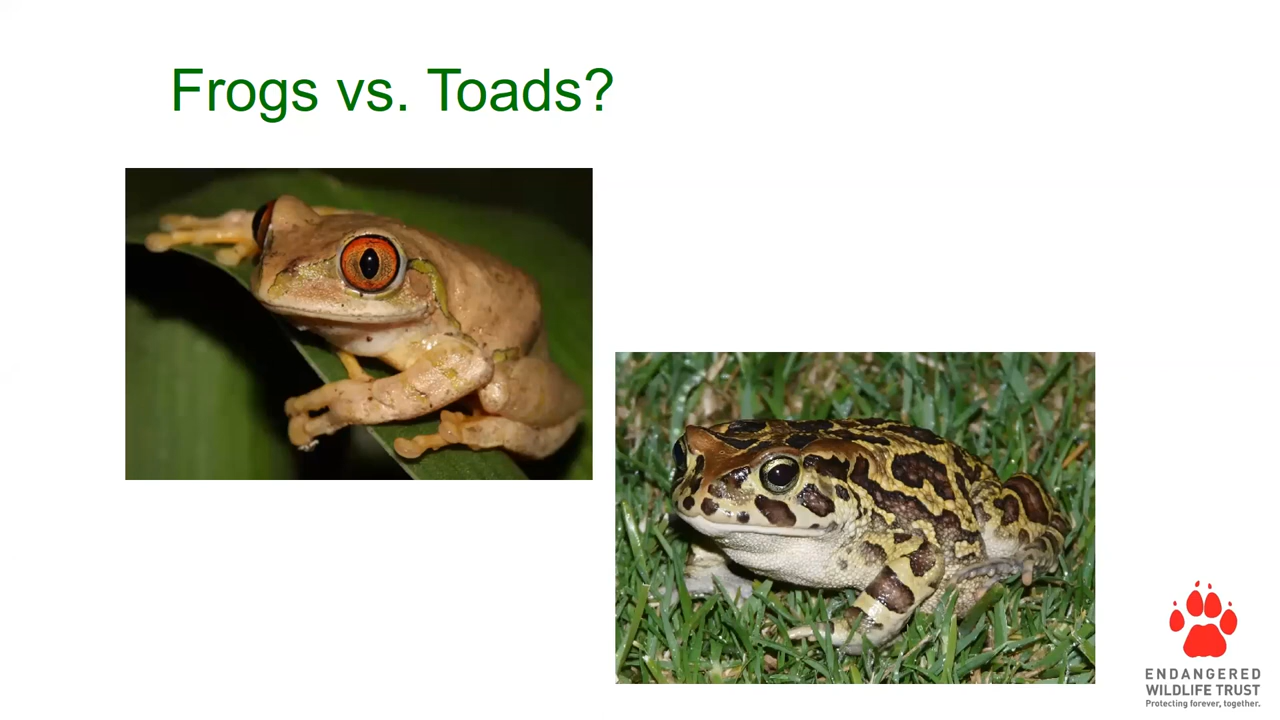 Frogs vs. Toads?
ENDANGERED
WILDLIFE TRUST
Protecting forever, together.